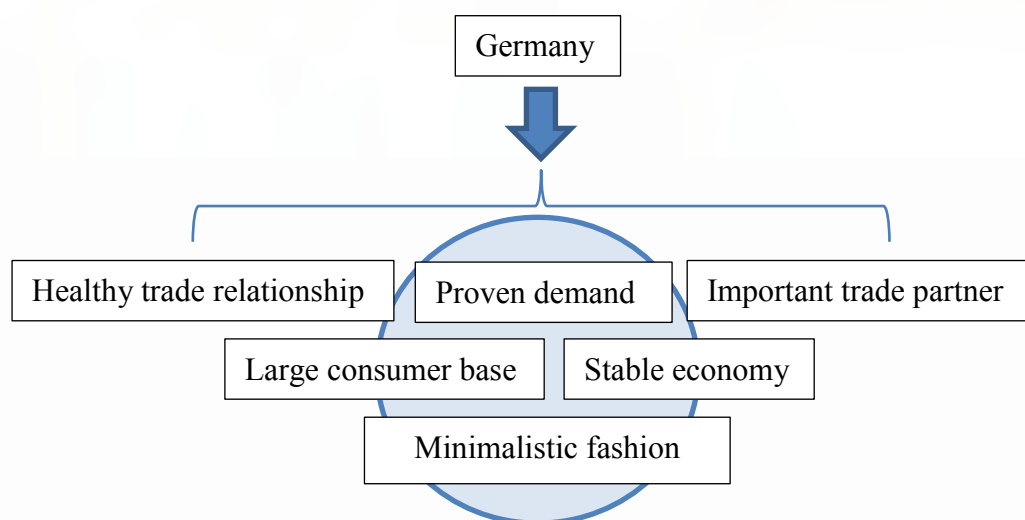 Germany
Healthy trade relationship
Proven demand
Important trade partner
Large consumer base
Stable economy
Minimalistic fashion